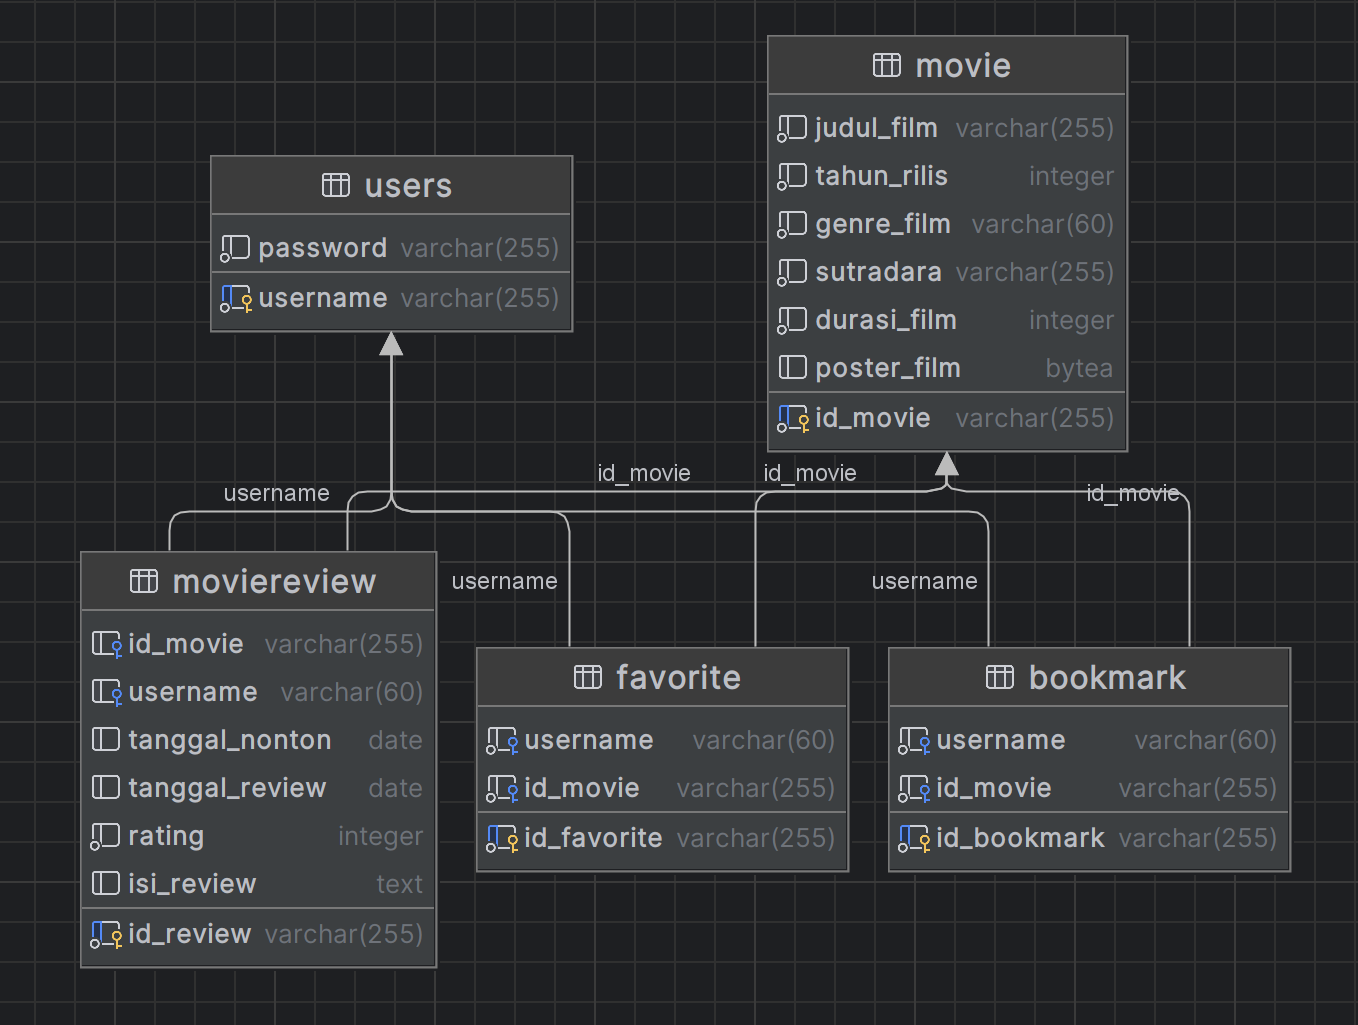 movie
judul_film varchar(255)
tahun_rilis integer
genre_film varchar(60)
sutradara varchar(255)
durasi_film integer
poster_film bytea
id_movie varchar(255)
users
password varchar(255)
username varchar(255)
id_movie
id_movie
id_movie
username
username
username
moviereview
id_movie varchar(255)
username varchar(60)
tanggal_nonton date
tanggal_review date
rating integer
isi_review text
id_review varchar(255)
favorite
username varchar(60)
id_movie varchar(255)
id_favorite varchar(255)
bookmark
username varchar(60)
id_movie varchar(255)
id_bookmark varchar(255)